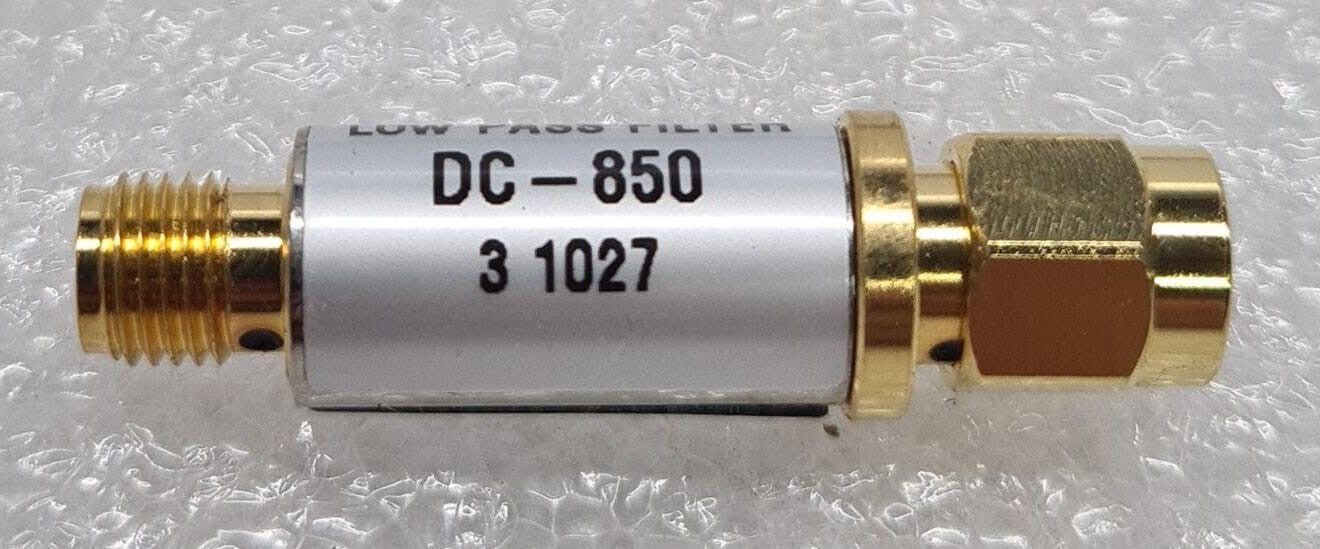 LOW PASS FILTER
DC – 850
3 1027